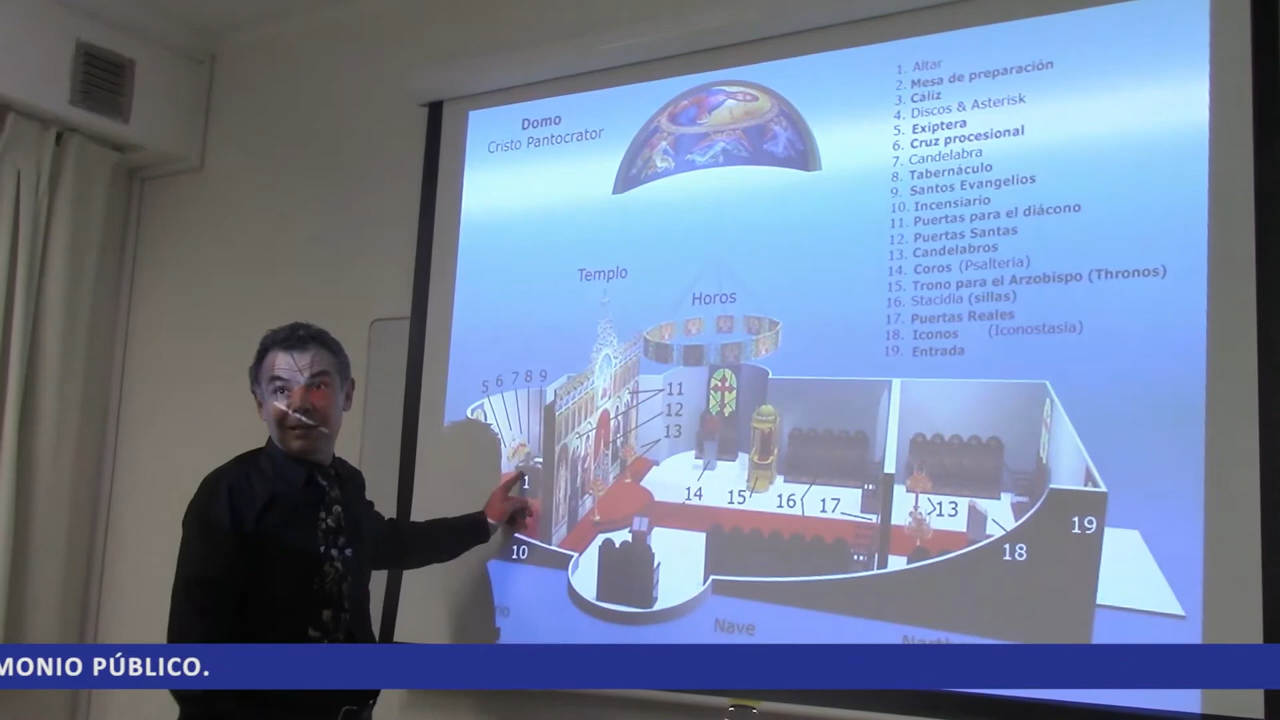 Domo
Cristo Pantocrator
1. Altar
2. Mesa de preparación
3. Cáliz
4. Discos & Asterisk
5. Exiptera
6. Cruz procesional
7. Candelabra
8. Tabernáculo
9. Santos Evangelios
10. Incensiario
11. Puertas para el diácono
12. Puertas Santas
13. Candelabros
14. Coros (Psalteria)
15. Trono para el Arzobispo (Thronos)
16. Stacidia (sillas)
17. Puertas Reales
18. Iconos (Iconostasia)
19. Entrada
Templo
Horos
5 6 7 8 9
11
12
13
1
14
15
16
17
13
18
19
10
Nave
MONIO PÚBLICO.